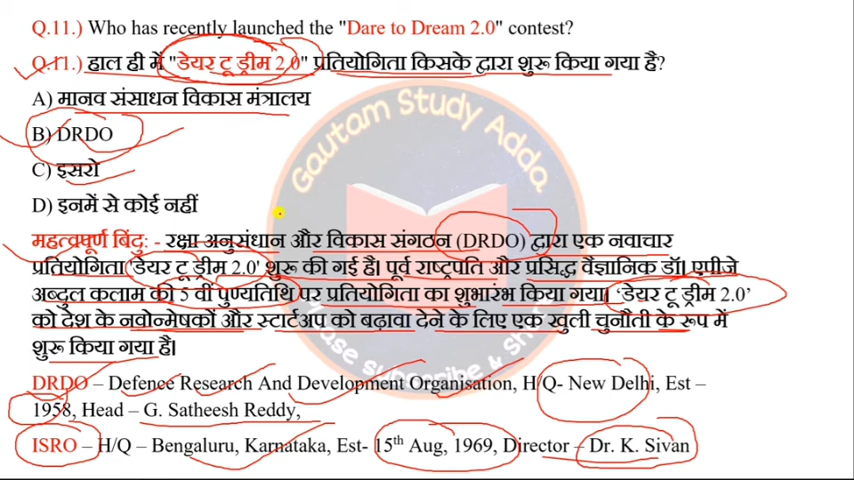 Q.11.) Who has recently launched the "Dare to Dream 2.0" contest?
Q.11.) हाल ही में "डेयर टू ड्रीम 2.0" प्रतियोगिता किसके द्वारा शुरू किया गया है?
A) मानव संसाधन विकास मंत्रालय
B) DRDO
C) इसरो
D) इनमें से कोई नहीं
महत्वपूर्ण बिंदु: - रक्षा अनुसंधान और विकास संगठन (DRDO) द्वारा एक नवाचार
प्रतियोगिता 'डेयर टू ड्रीम 2.0' शुरू की गई है। पूर्व राष्ट्रपति और प्रसिद्ध वैज्ञानिक डॉ। एपीजे
अब्दुल कलाम की 5 वीं पुण्यतिथि पर प्रतियोगिता का शुभारंभ किया गया। 'डेयर टू ड्रीम 2.0'
को देश के नवोन्मेषकों और स्टार्टअप को बढ़ावा देने के लिए एक खुली चुनौती के रूप में
शुरू किया गया है।
DRDO – Defence Research And Development Organisation, H/Q- New Delhi, Est –
1958, Head – G. Satheesh Reddy,
ISRO – H/Q – Bengaluru, Karnataka, Est- 15th Aug, 1969, Director – Dr. K. Sivan
Gautam Study Adda
subscribe &